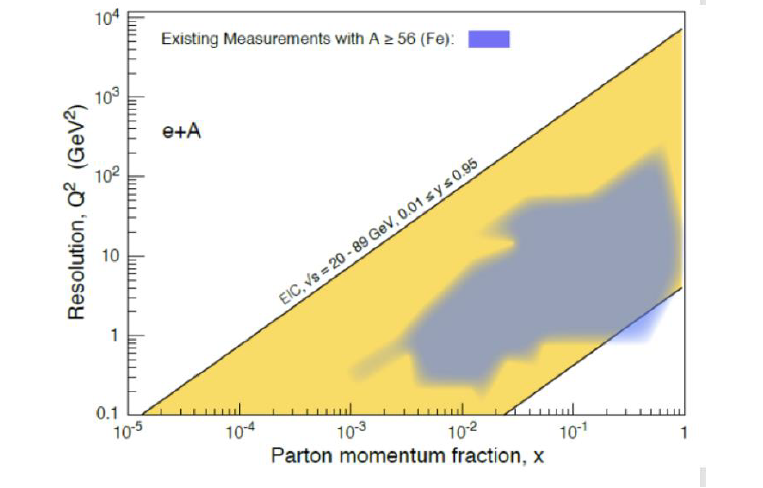 10⁴
Existing Measurements with A ≥ 56 (Fe):
10³
e+A
10²
10
1
0.1
Resolution, Q² (GeV²)
EIC, √s = 20 - 89 GeV, 0.01 ≤ y ≤ 0.95
10⁻⁵ 10⁻⁴ 10⁻³ 10⁻² 10⁻¹ 1
Parton momentum fraction, x